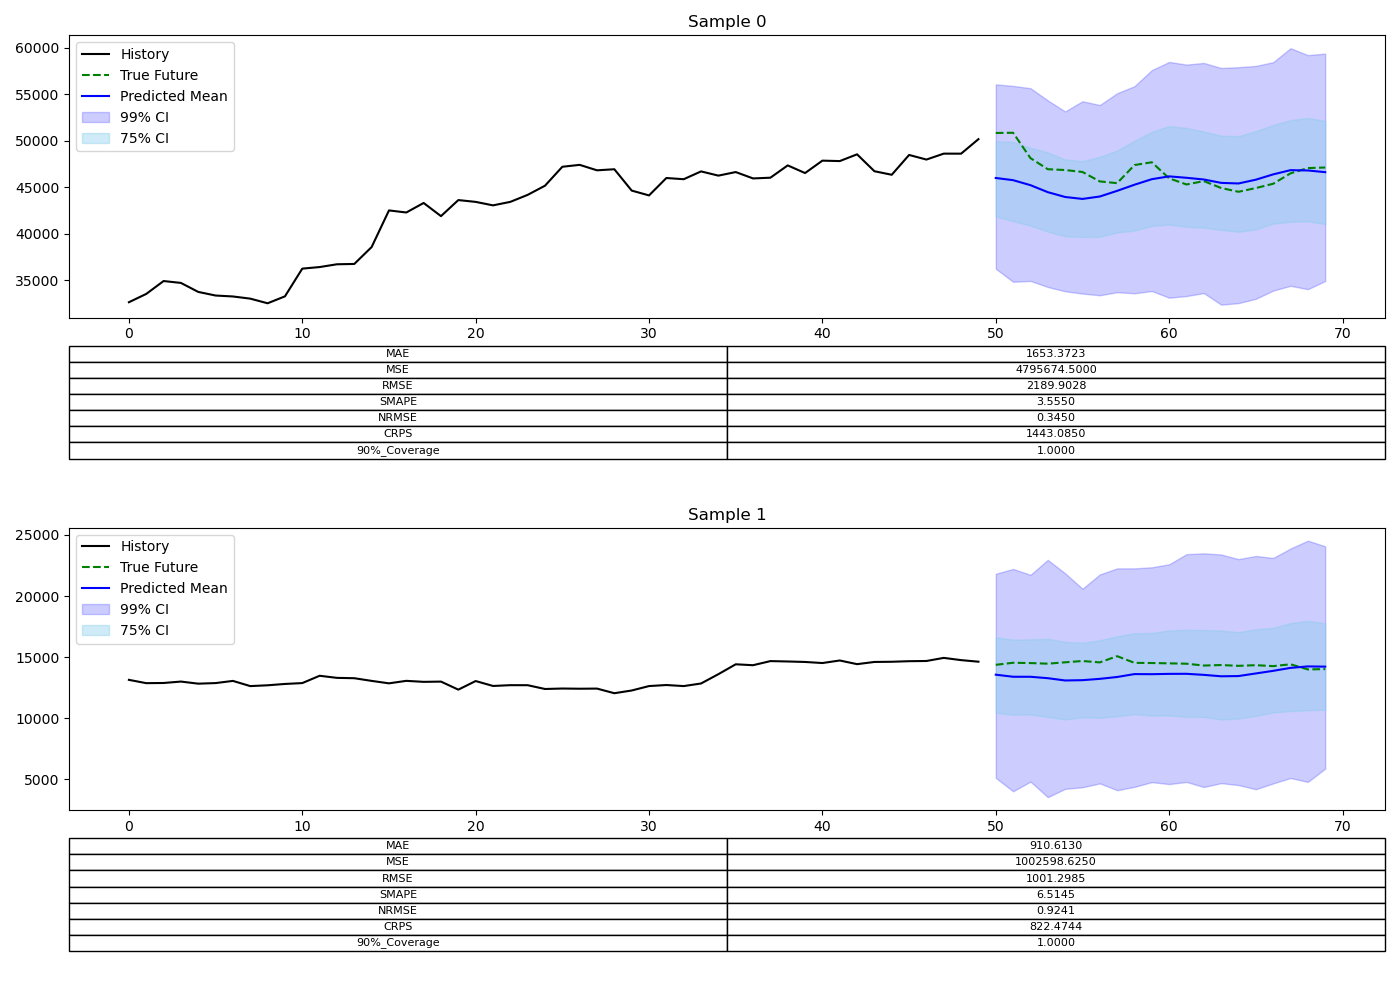 Sample 0
History
True Future
Predicted Mean
99% CI
75% CI
60000
55000
50000
45000
40000
35000
0 10 20 30 40 50 60 70
MAE 1653.3723
MSE 4795674.5000
RMSE 2189.9028
SMAPE 3.5550
NRMSE 0.3450
CRPS 1443.0850
90%_Coverage 1.0000
Sample 1
History
True Future
Predicted Mean
99% CI
75% CI
25000
20000
15000
10000
5000
0 10 20 30 40 50 60 70
MAE 910.6130
MSE 1002598.6250
RMSE 1001.2985
SMAPE 6.5145
NRMSE 0.9241
CRPS 822.4744
90%_Coverage 1.0000